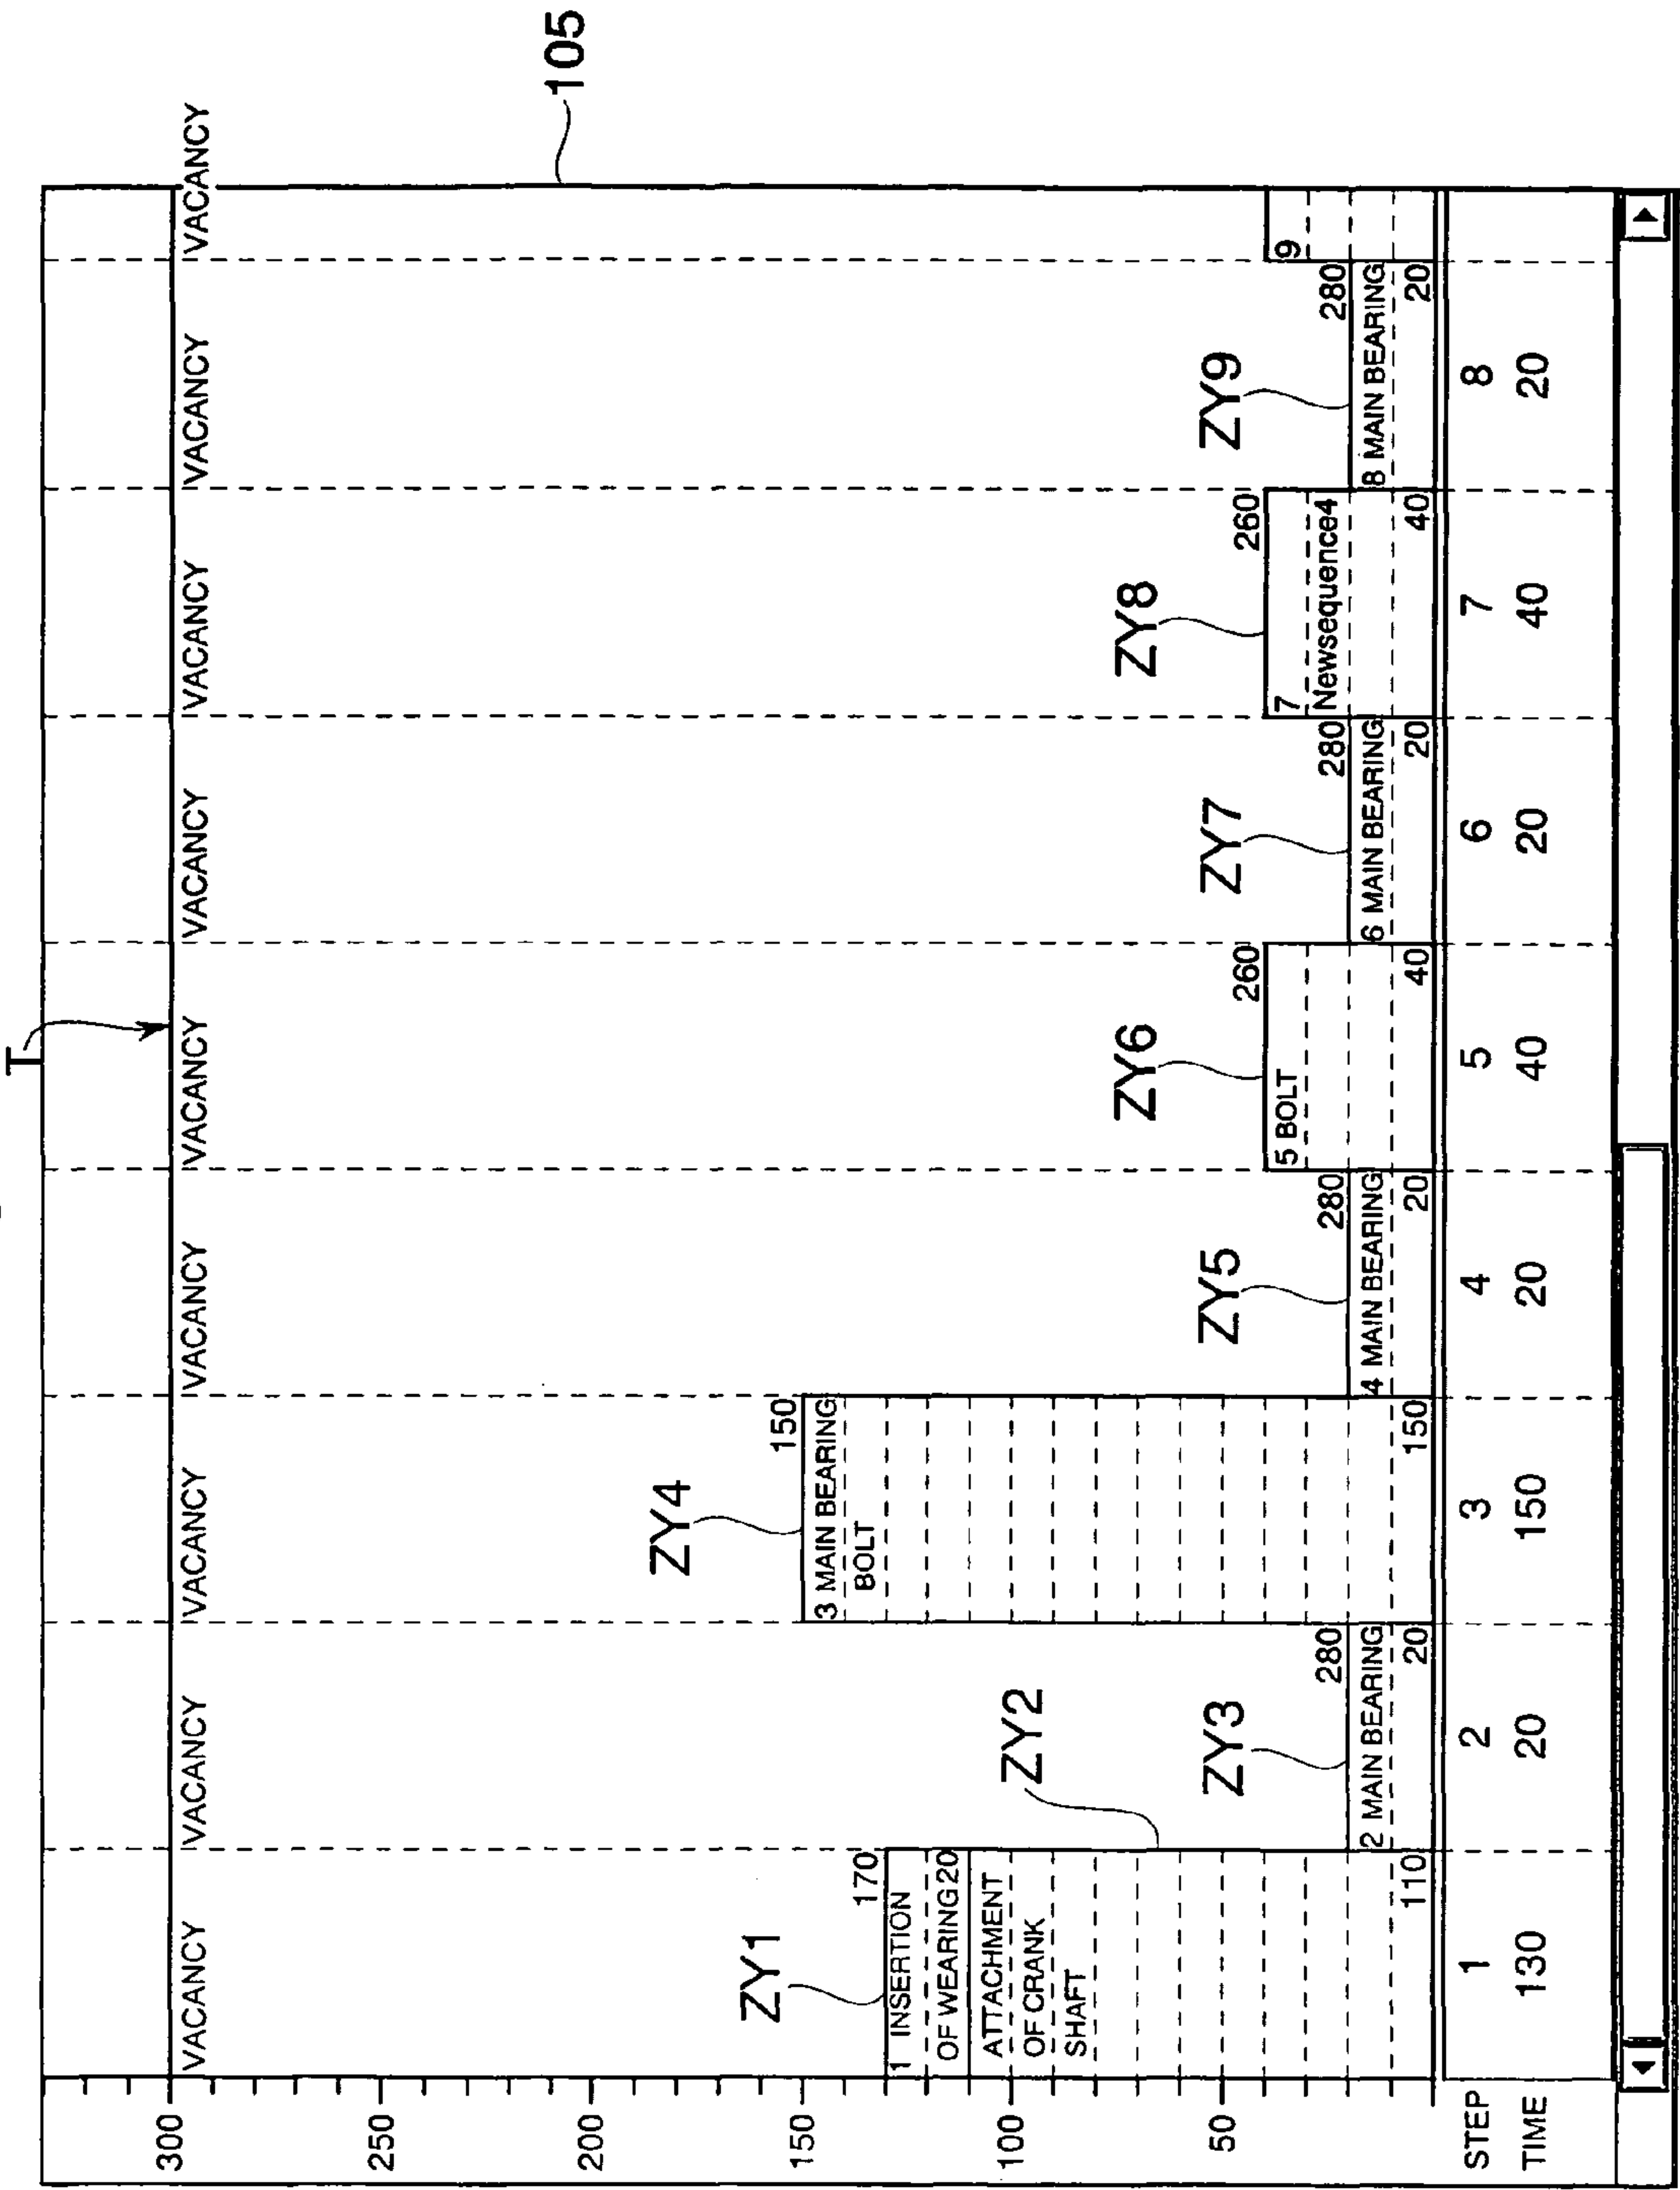 T
105
300
250
200
150
100
50
VACANCY
VACANCY
VACANCY
VACANCY
VACANCY
VACANCY
VACANCY
VACANCY
VACANCY
ZY1
170
1 INSERTION
OF WEARING 20
ATTACHMENT
OF CRANK
SHAFT
110
ZY2
ZY3
280
2 MAIN BEARING
20
ZY4
150
3 MAIN BEARING
BOLT
150
ZY5
280
4 MAIN BEARING
20
ZY6
260
5 BOLT
40
ZY7
280
6 MAIN BEARING
20
ZY8
260
7
Newsequence4
40
ZY9
280
8 MAIN BEARING
20
9
STEP 1 2 3 4 5 6 7 8
TIME 130 20 150 20 40 20 40 20